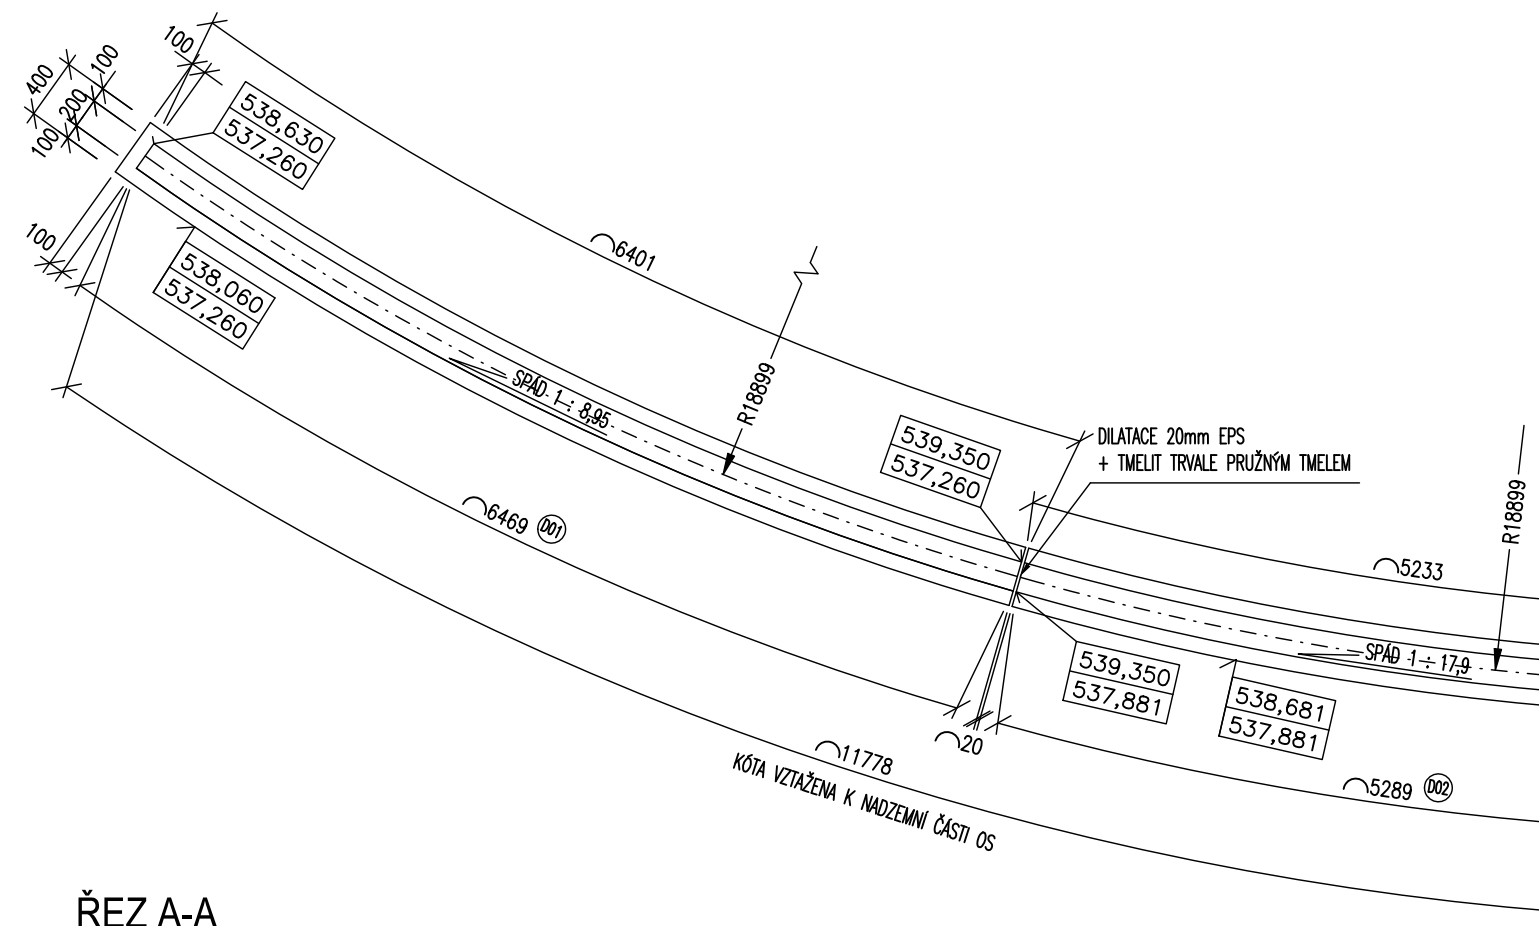 100
400
100
200
100
538,630
537,260
100
538,060
537,260
6401
R18899
SPÁD 1 : 8,95
539,350
537,260
DILATACE 20mm EPS
+ TMELIT TRVALE PRUŽNÝM TMELEM
R18899
6469 D01
5233
SPÁD 1 : 17,9
539,350
537,881
538,681
537,881
20
11778
KÓTA VZTAŽENA K NADZEMNÍ ČÁSTI OS
5289 D02
ŘEZ A-A